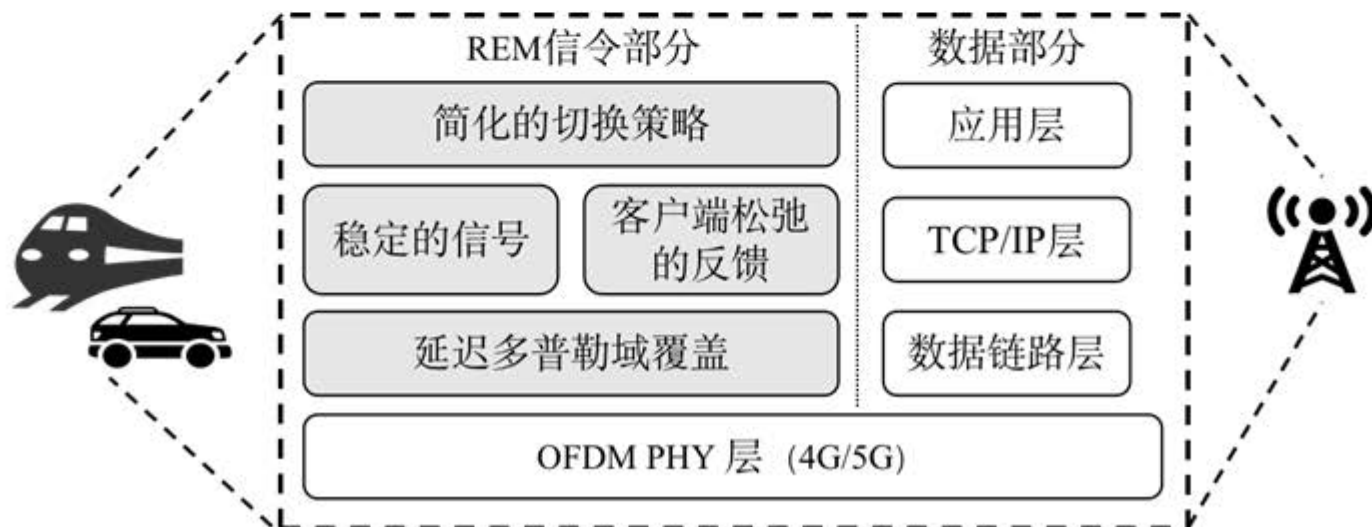 REM信令部分
数据部分
简化的切换策略
应用层
稳定的信号
客户端松弛
的反馈
TCP/IP层
延迟多普勒域覆盖
数据链路层
OFDM PHY 层 (4G/5G)